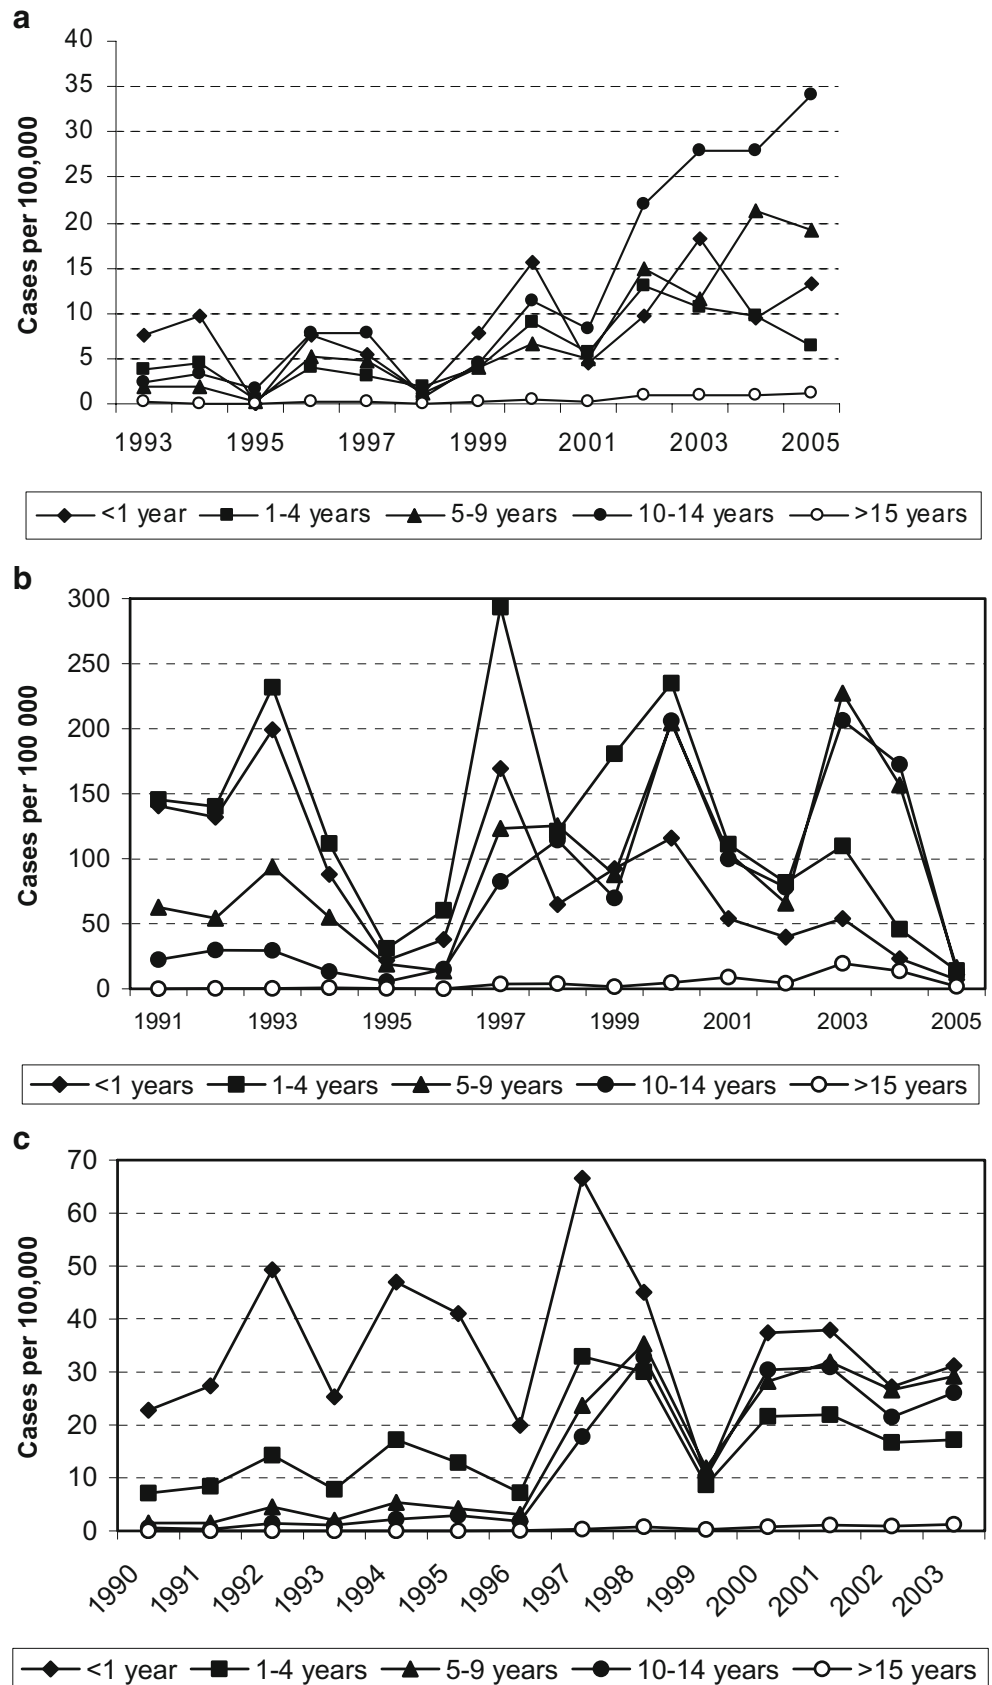 a
Cases per 100,000
40
35
30
25
20
15
10
5
0
1993 1995 1997 1999 2001 2003 2005
<1 year 1-4 years 5-9 years 10-14 years >15 years
b
Cases per 100 000
300
250
200
150
100
50
0
1991 1993 1995 1997 1999 2001 2003 2005
<1 years 1-4 years 5-9 years 10-14 years >15 years
c
Cases per 100,000
70
60
50
40
30
20
10
0
1990 1991 1992 1993 1994 1995 1996 1997 1998 1999 2000 2001 2002 2003
<1 year 1-4 years 5-9 years 10-14 years >15 years